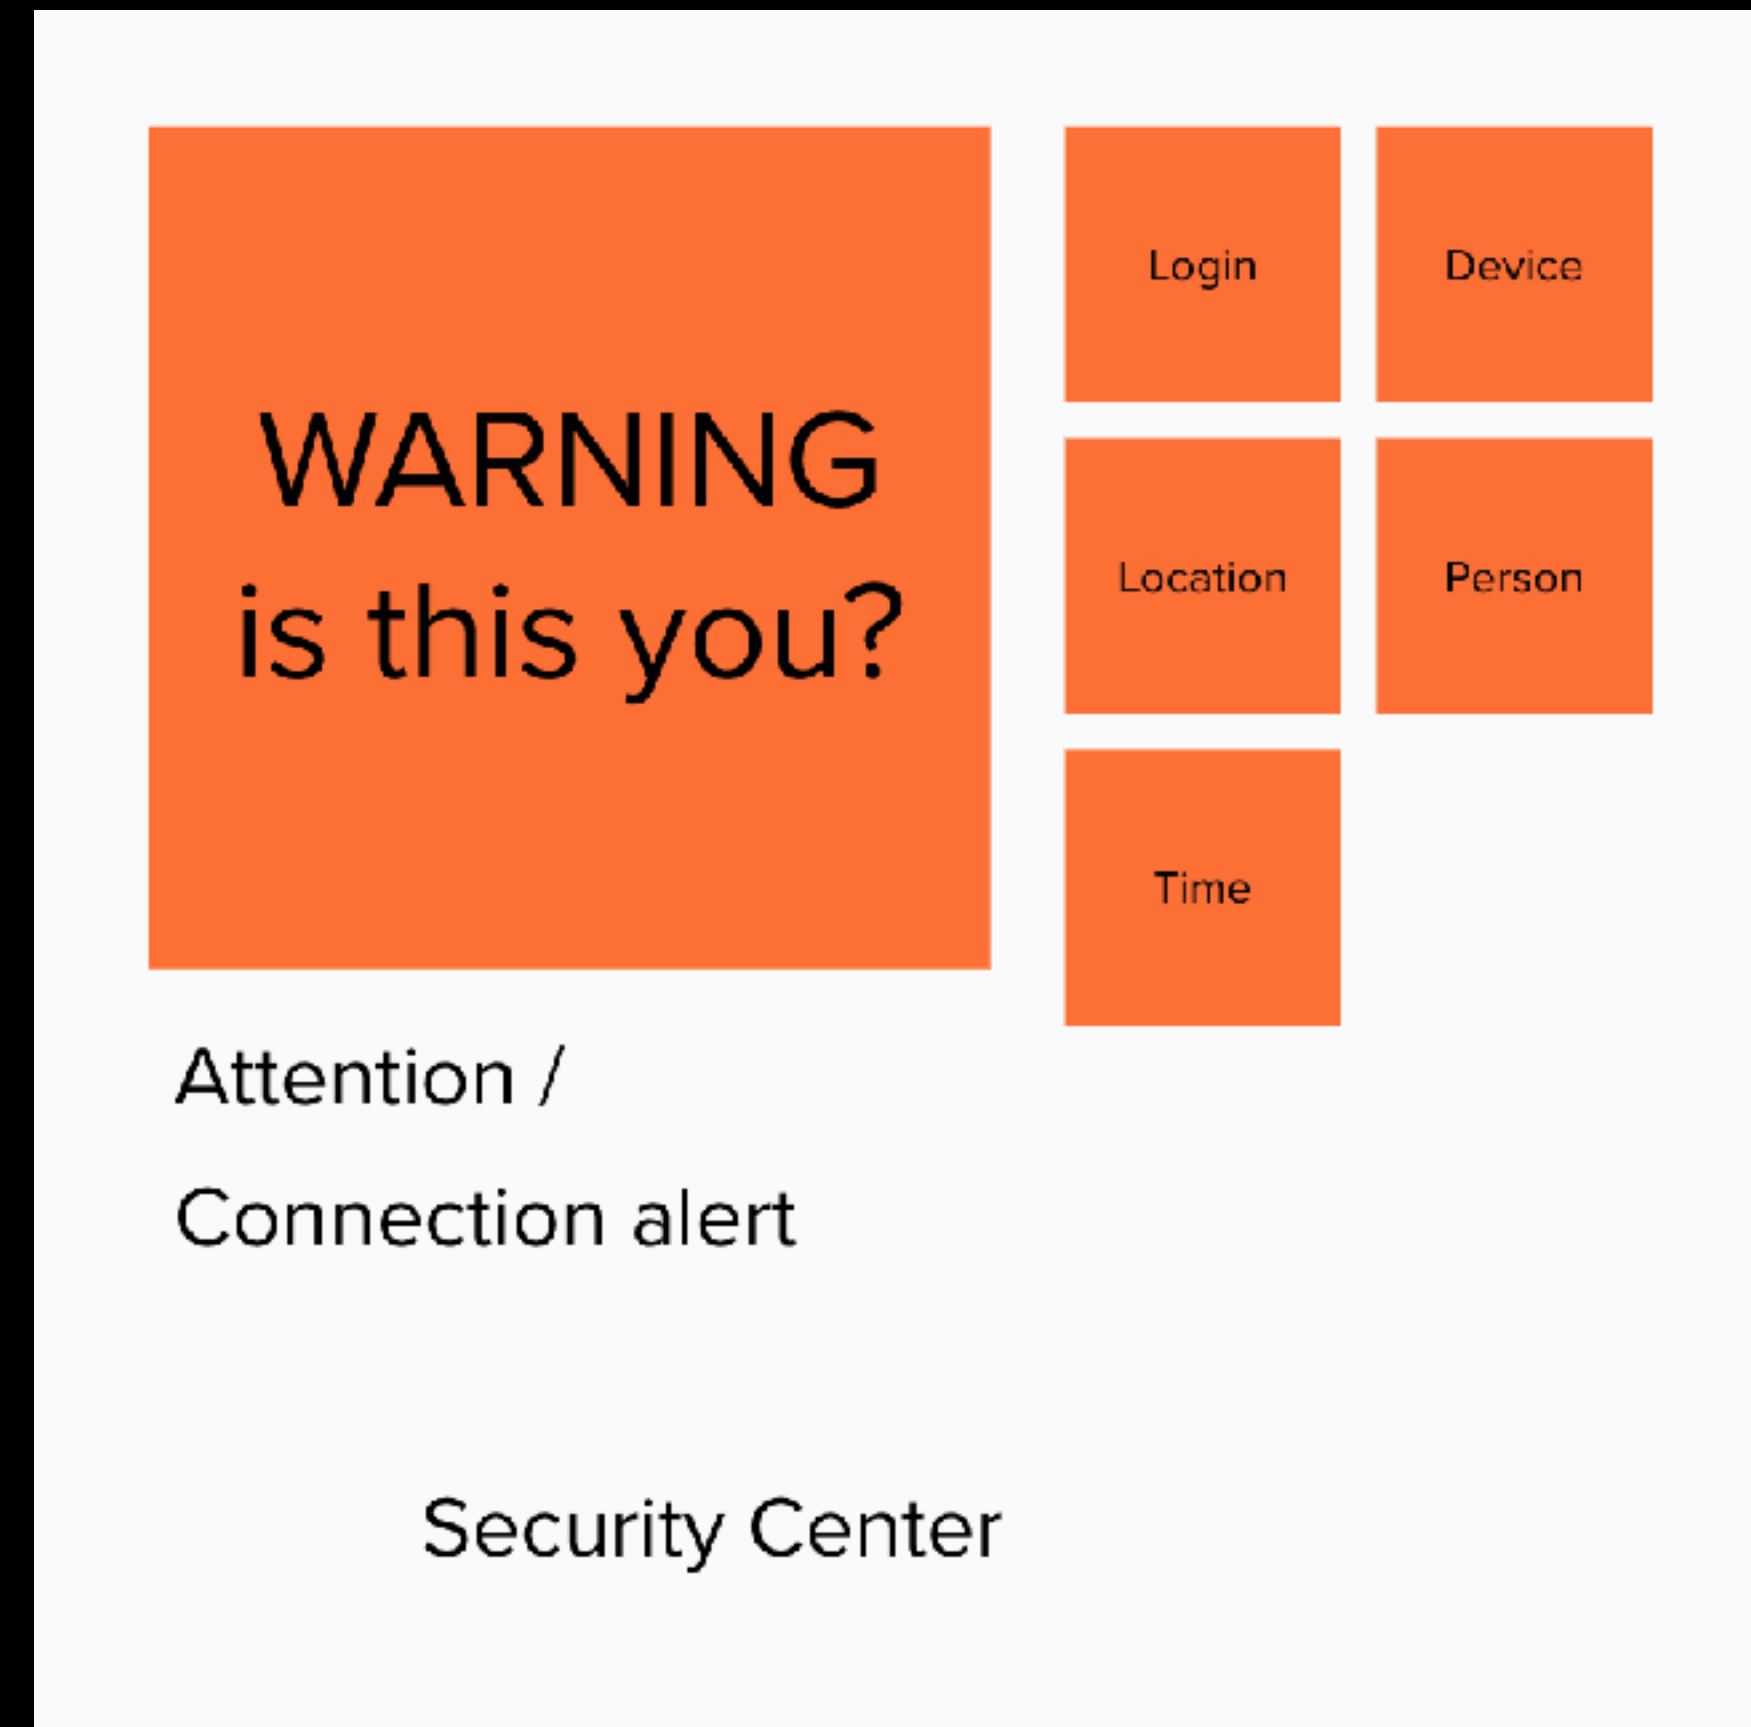 WARNING
is this you?
Login
Device
Location
Person
Time
Attention /
Connection alert
Security Center